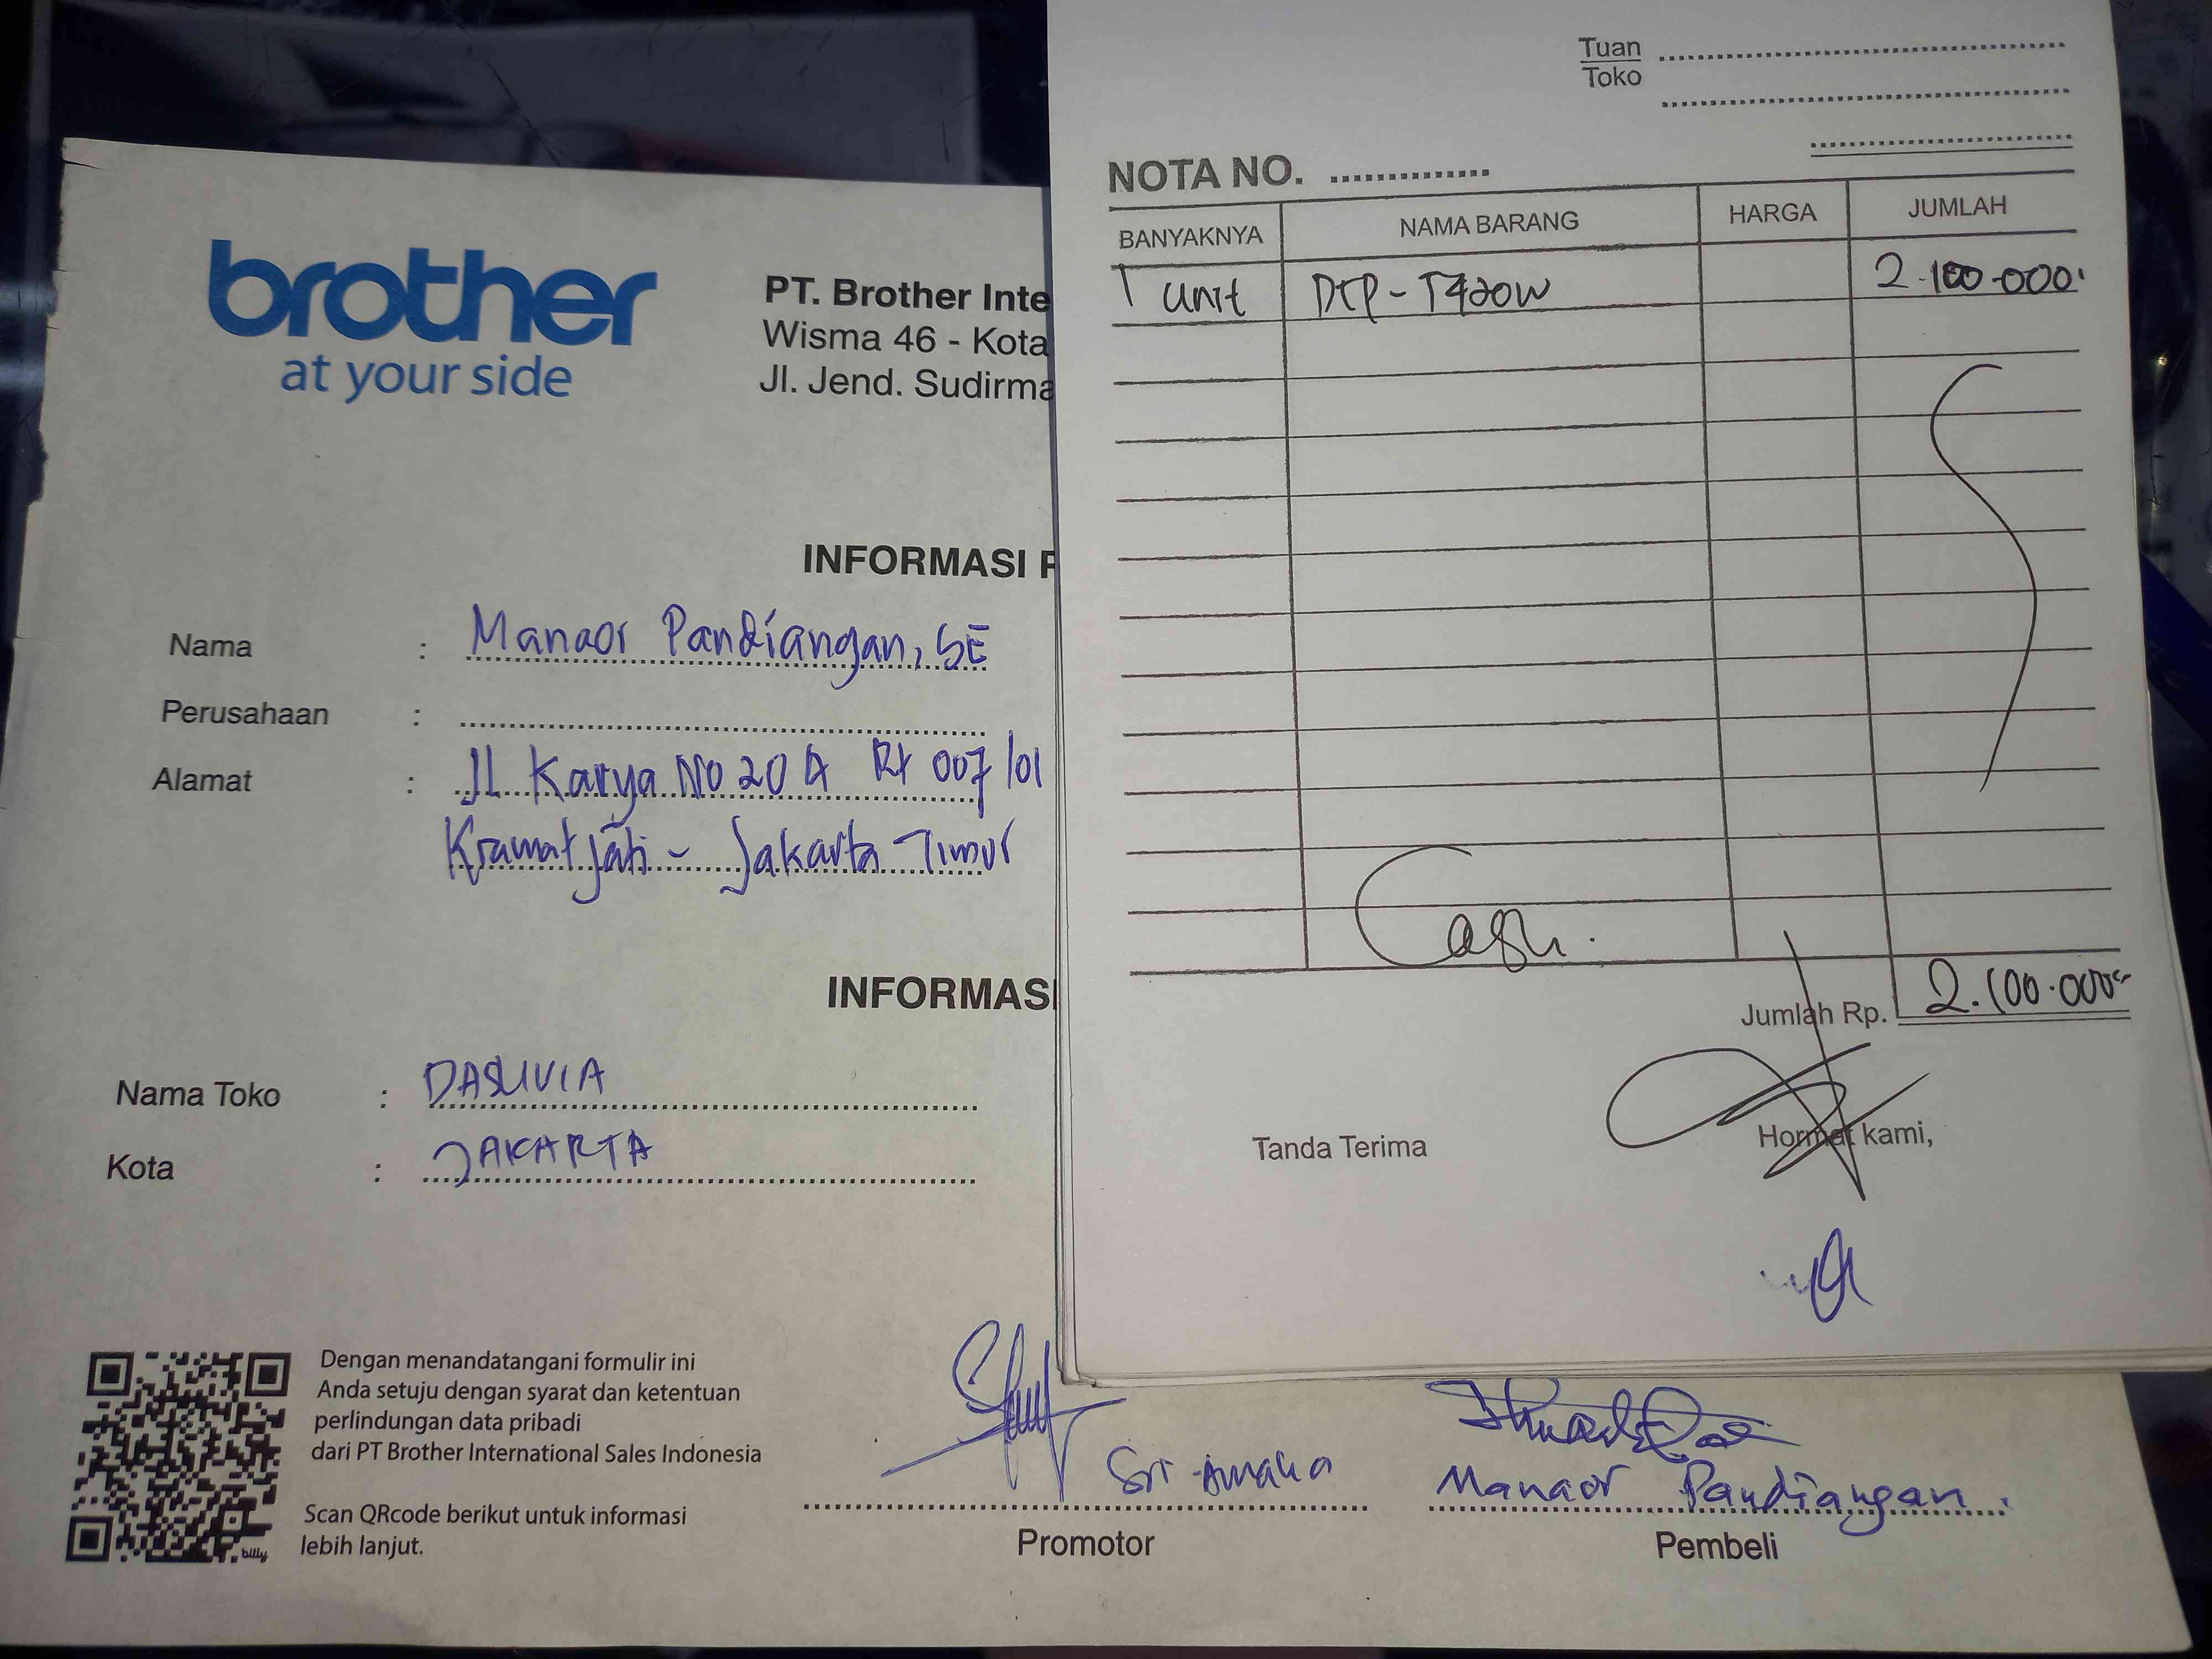 brother
at your side
PT. Brother Inte
Wisma 46 - Kota
Jl. Jend. Sudirma
INFORMASI P
Nama : Manaor Pandiangan, SE
Perusahaan :
Alamat : Jl. Karya No 20 A Rt 007/01
Kramat jati - Jakarta Timur
INFORMASI
Nama Toko :
Kota : JAKARTA
Dengan menandatangani formulir ini
Anda setuju dengan syarat dan ketentuan
perlindungan data pribadi
dari PT Brother International Sales Indonesia
Scan QRcode berikut untuk informasi
lebih lanjut.
billy
Sri
Promotor
Manaor Pandiangan.
Pembeli
Tuan
Toko
NOTA NO.
BANYAKNYA NAMA BARANG HARGA JUMLAH
1 unit DCP-T420W 2.100.000
Cash.
Jumlah Rp. 2.100.000
Tanda Terima Hormat kami,